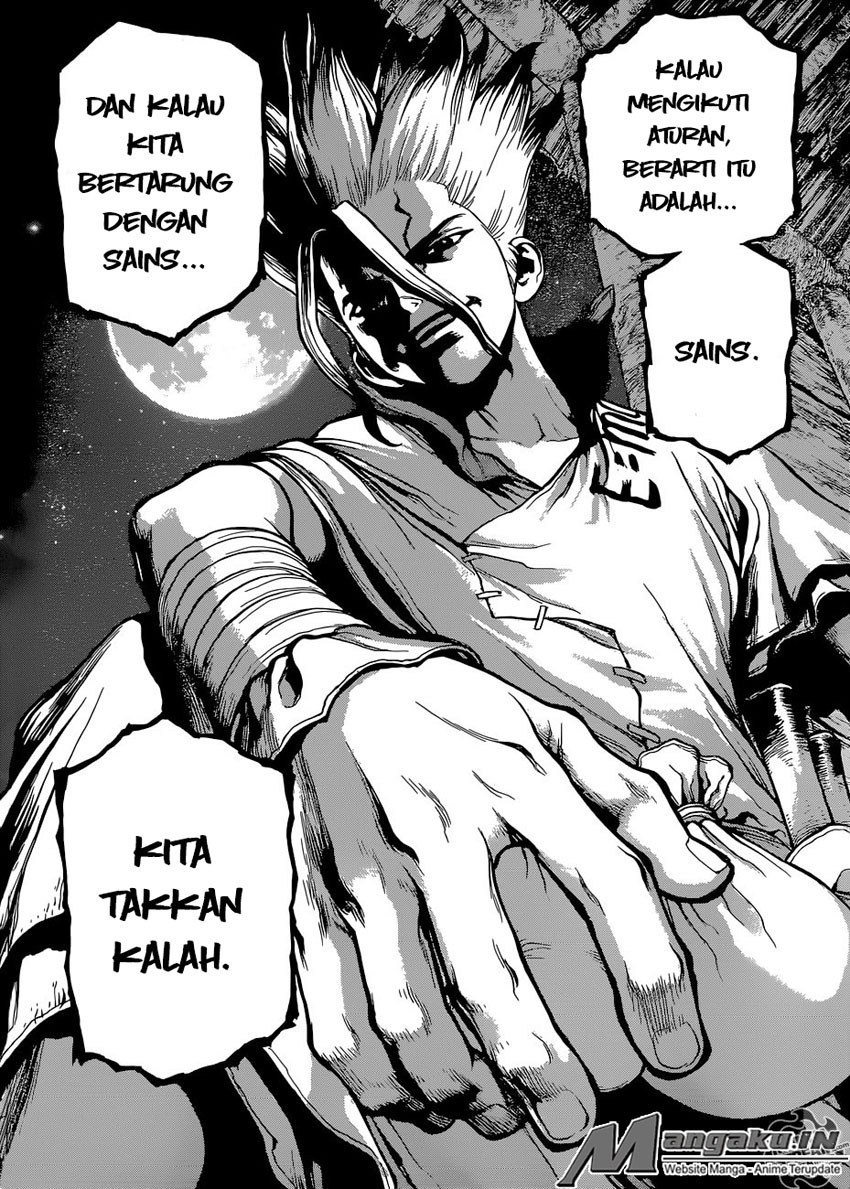 KALAU
MENGIKUTI
ATURAN,
BERARTI ITU
ADALAH...
SAINS.
DAN KALAU
KITA
BERTARUNG
DENGAN
SAINS...
KITA
TAKKAN
KALAH.
MANGAKU.IN
Website Manga - Anime Terupdate